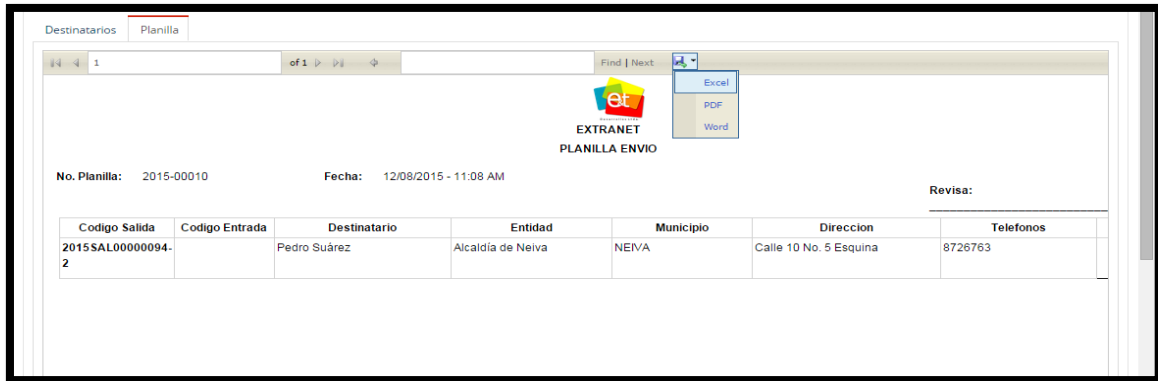 Destinatarios Planilla
1 of 1 Find | Next
Excel
PDF
Word
et
EXTRANET
PLANILLA ENVIO
No. Planilla: 2015-00010 Fecha: 12/08/2015 - 11:08 AM
Revisa:
Codigo Salida Codigo Entrada Destinatario Entidad Municipio Direccion Telefonos
2015SAL00000094- Pedro Suárez Alcaldía de Neiva NEIVA Calle 10 No. 5 Esquina 8726763
2